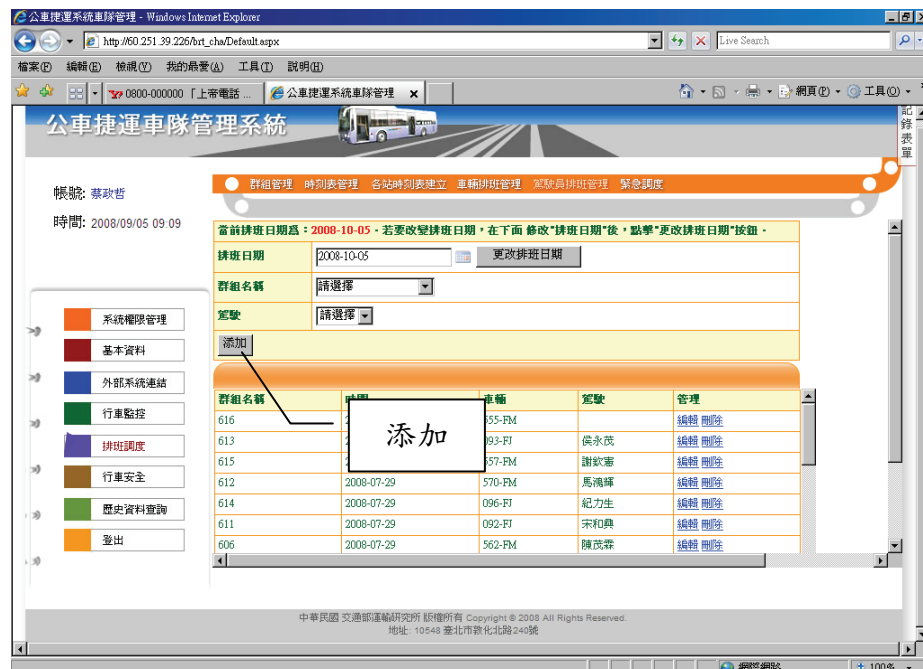 公車捷運系統車隊管理 - Windows Internet Explorer
http://60.251.39.226/brt_cha/Default.aspx
Live Search
檔案(F) 編輯(E) 檢視(V) 我的最愛(A) 工具(T) 說明(H)
0800-000000「上帝電話 ... 公車捷運系統車隊管理 網頁(P) 工具(O)
公車捷運車隊管理系統
記錄表單
帳號: 蔡政哲
時間: 2008/09/05 09:09
群組管理 時刻表管理 各站時刻表建立 車輛排班管理 駕駛員排班管理 緊急調度
當前排班日期爲：2008-10-05‧若要改變排班日期，在下面 修改"排班日期"後，點擊"更改排班日期"按鈕‧
排班日期 2008-10-05 更改排班日期
群組名稱 請選擇
駕駛 請選擇
添加
系統權限管理
基本資料
外部系統連結
行車監控
排班調度
行車安全
歷史資料查詢
登出
群組名稱 車輛 駕駛 管理
616 55-FM 編輯 刪除
613 93-FJ 侯永茂 編輯 刪除
615 57-FM 謝欽憲 編輯 刪除
612 2008-07-29 570-FM 馬鴻輝 編輯 刪除
614 2008-07-29 096-FJ 紀力生 編輯 刪除
611 2008-07-29 092-FJ 宋和興 編輯 刪除
606 2008-07-29 562-FM 陳茂霖 編輯 刪除
添加
中華民國 交通部運輸研究所 版權所有 Copyright © 2008 All Rights Reserved.
地址: 10548 臺北市敦化北路240號
網際網路 100%